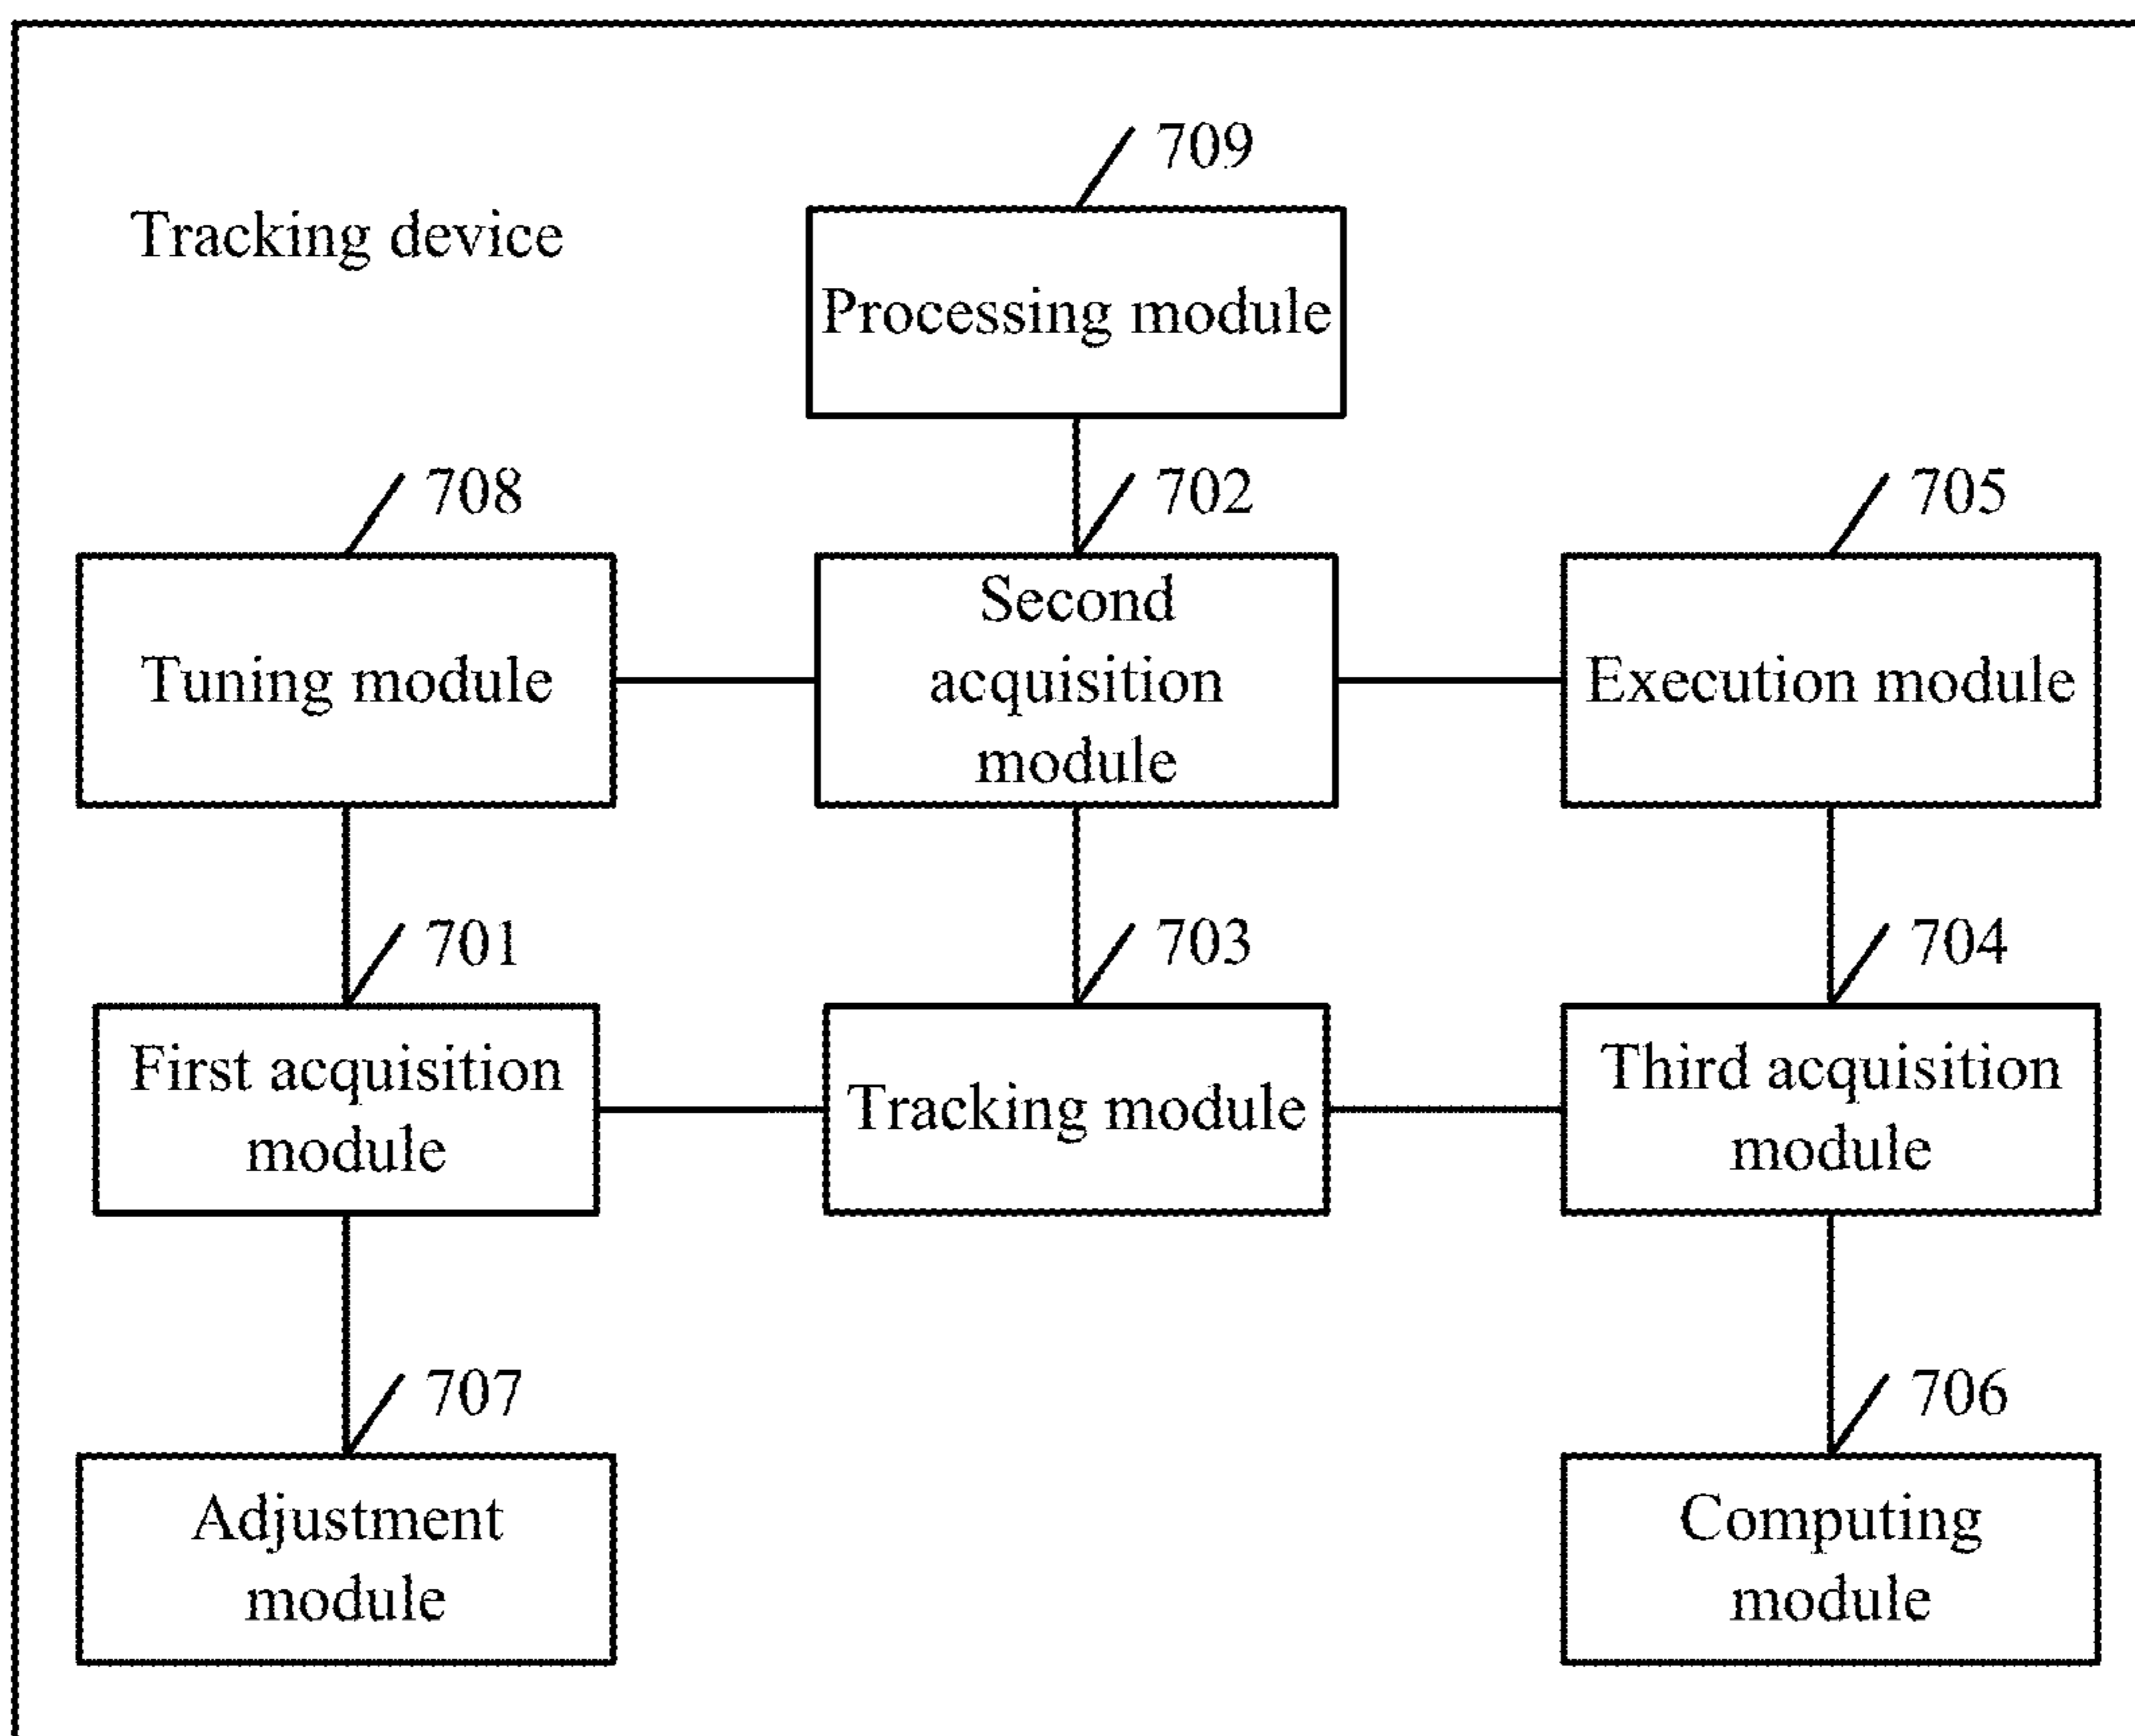 709
Tracking device
Processing module
708
702
705
Second
acquisition
module
Tuning module
Execution module
701
703
704
First acquisition
module
Tracking module
Third acquisition
module
707
706
Adjustment
module
Computing
module